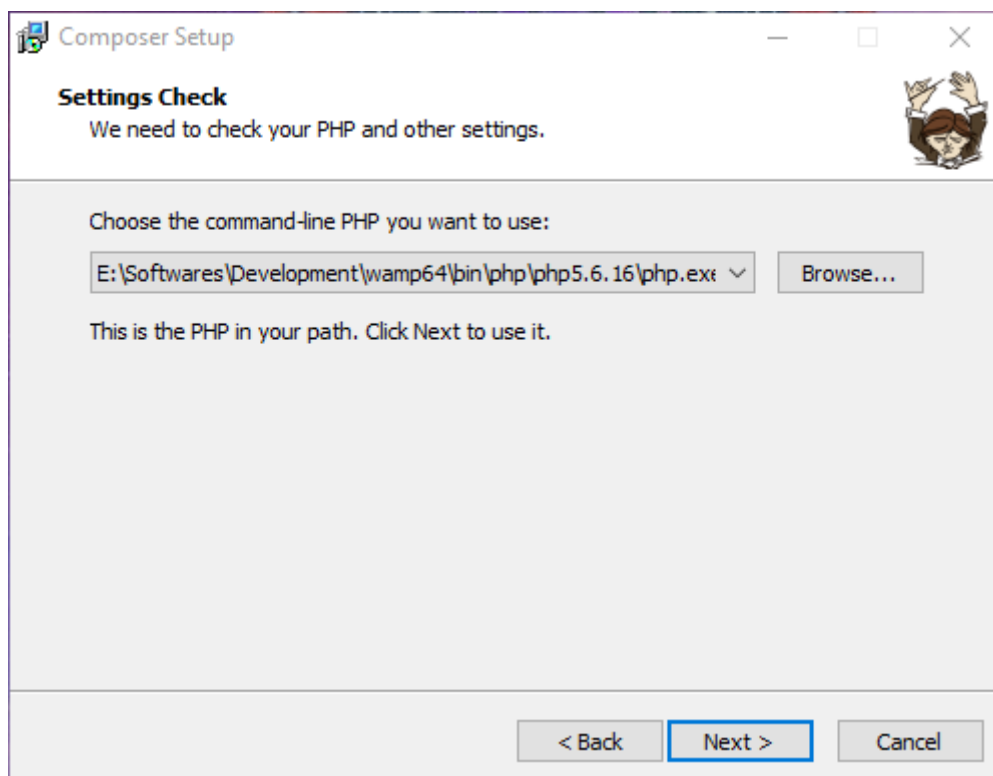 Composer Setup
Settings Check
We need to check your PHP and other settings.
Choose the command-line PHP you want to use:
E:\Softwares\Development\wamp64\bin\php\php5.6.16\php.exe
Browse...
This is the PHP in your path. Click Next to use it.
< Back
Next >
Cancel